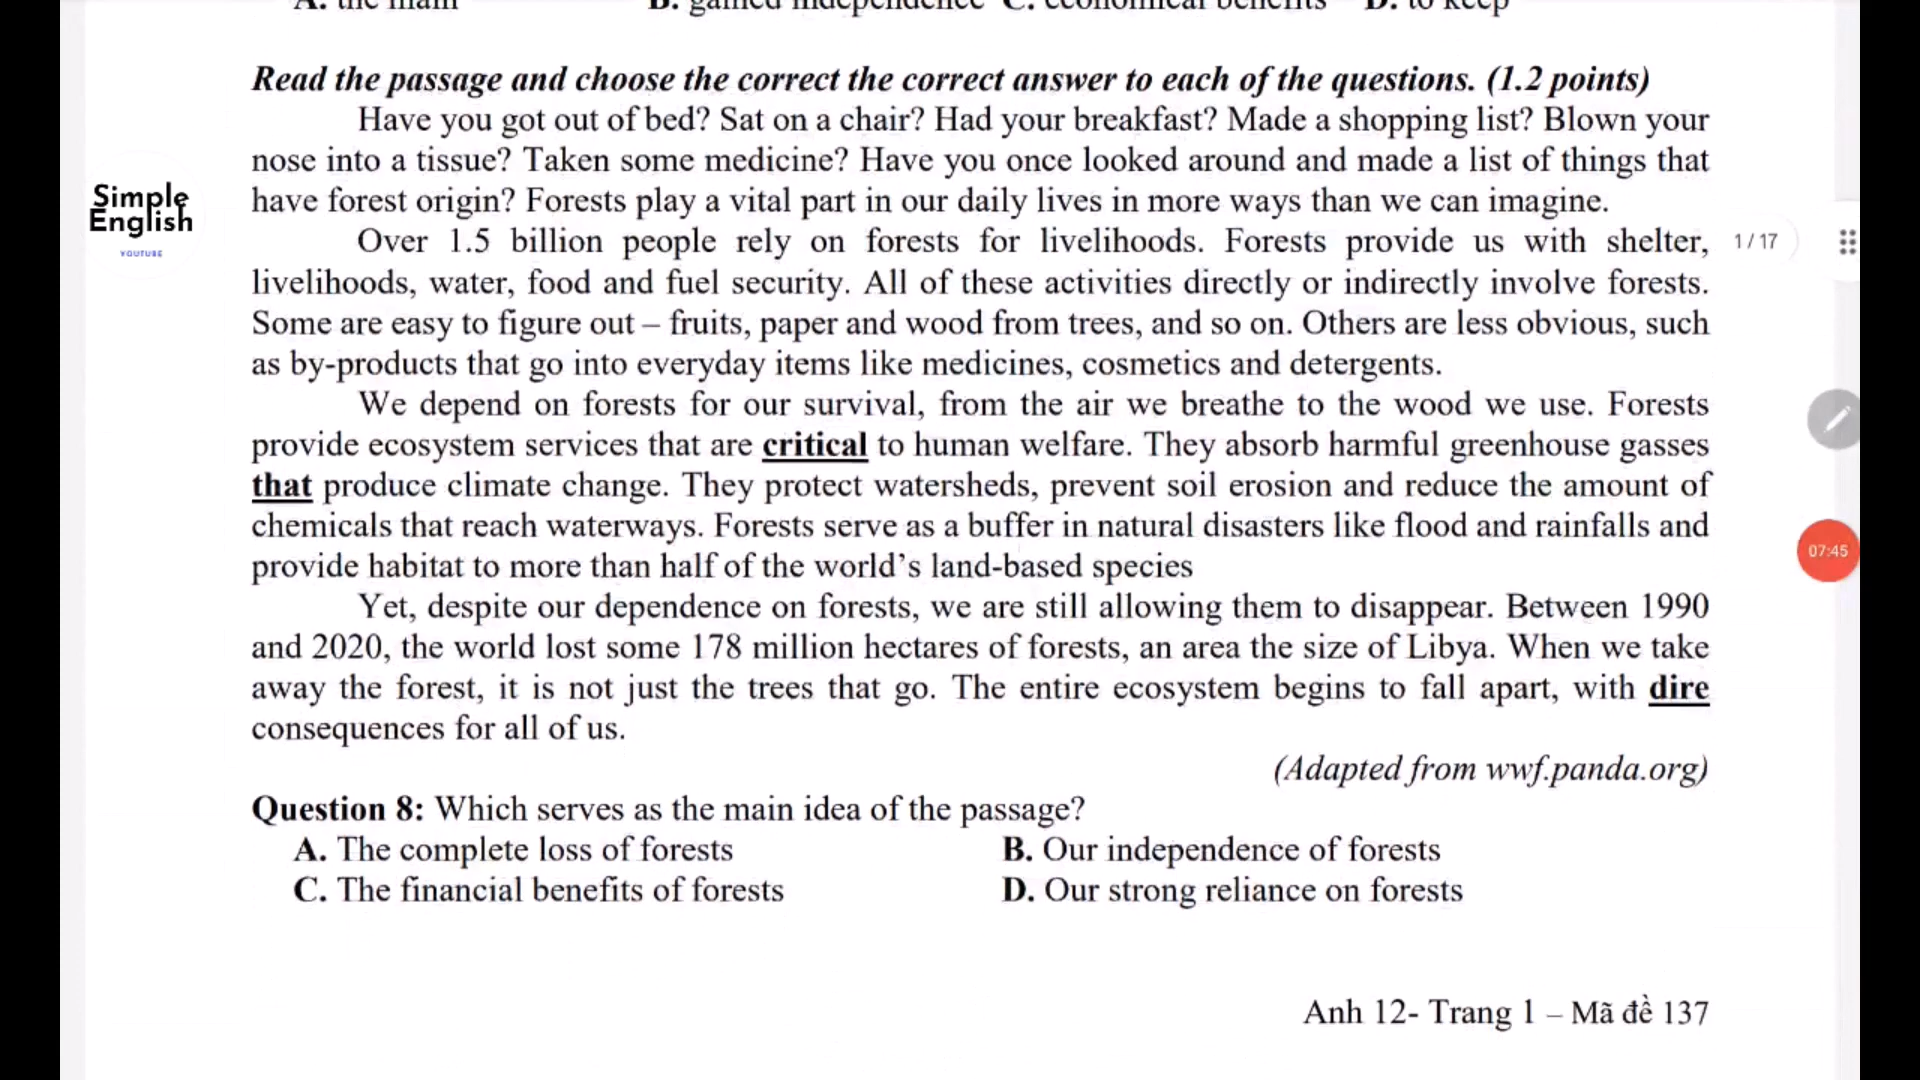 A. the main B. gained independence C. economical benefits D. to keep
Read the passage and choose the correct the correct answer to each of the questions. (1.2 points)
Have you got out of bed? Sat on a chair? Had your breakfast? Made a shopping list? Blown your
nose into a tissue? Taken some medicine? Have you once looked around and made a list of things that
have forest origin? Forests play a vital part in our daily lives in more ways than we can imagine.
Simple
English
YOUTUBE
Over 1.5 billion people rely on forests for livelihoods. Forests provide us with shelter,
1/17
livelihoods, water, food and fuel security. All of these activities directly or indirectly involve forests.
Some are easy to figure out – fruits, paper and wood from trees, and so on. Others are less obvious, such
as by-products that go into everyday items like medicines, cosmetics and detergents.
We depend on forests for our survival, from the air we breathe to the wood we use. Forests
provide ecosystem services that are critical to human welfare. They absorb harmful greenhouse gasses
that produce climate change. They protect watersheds, prevent soil erosion and reduce the amount of
chemicals that reach waterways. Forests serve as a buffer in natural disasters like flood and rainfalls and
07:45
provide habitat to more than half of the world's land-based species
Yet, despite our dependence on forests, we are still allowing them to disappear. Between 1990
and 2020, the world lost some 178 million hectares of forests, an area the size of Libya. When we take
away the forest, it is not just the trees that go. The entire ecosystem begins to fall apart, with dire
consequences for all of us.
(Adapted from wwf.panda.org)
Question 8: Which serves as the main idea of the passage?
A. The complete loss of forests B. Our independence of forests
C. The financial benefits of forests D. Our strong reliance on forests
Anh 12- Trang 1 – Mã đề 137